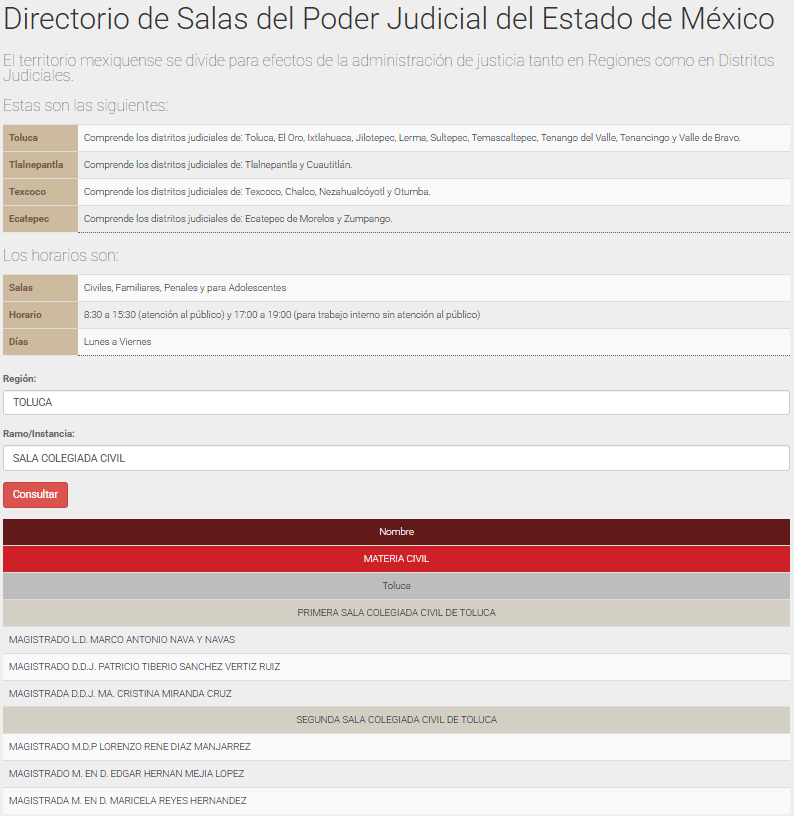 Directorio de Salas del Poder Judicial del Estado de México
El territorio mexiquense se divide para efectos de la administración de justicia tanto en Regiones como en Distritos
Judiciales.
Estas son las siguientes:
Toluca Comprende los distritos judiciales de: Toluca, El Oro, Ixtlahuaca, Jilotepec, Lerma, Sultepec, Temascaltepec, Tenango del Valle, Tenancingo y Valle de Bravo.
Tlalnepantla Comprende los distritos judiciales de: Tlalnepantla y Cuautitlán.
Texcoco Comprende los distritos judiciales de: Texcoco, Chalco, Nezahualcóyotl y Otumba.
Ecatepec Comprende los distritos judiciales de: Ecatepec de Morelos y Zumpango.
Los horarios son:
Salas Civiles, Familiares, Penales y para Adolescentes
Horario 8:30 a 15:30 (atención al público) y 17:00 a 19:00 (para trabajo interno sin atención al público)
Días Lunes a Viernes
Región:
TOLUCA
Ramo/Instancia:
SALA COLEGIADA CIVIL
Consultar
Nombre
MATERIA CIVIL
Toluca
PRIMERA SALA COLEGIADA CIVIL DE TOLUCA
MAGISTRADO L.D. MARCO ANTONIO NAVA Y NAVAS
MAGISTRADO D.D.J. PATRICIO TIBERIO SANCHEZ VERTIZ RUIZ
MAGISTRADA D.D.J. MA. CRISTINA MIRANDA CRUZ
SEGUNDA SALA COLEGIADA CIVIL DE TOLUCA
MAGISTRADO M.D.P LORENZO RENE DIAZ MANJARREZ
MAGISTRADO M. EN D. EDGAR HERNAN MEJIA LOPEZ
MAGISTRADA M. EN D. MARICELA REYES HERNANDEZ